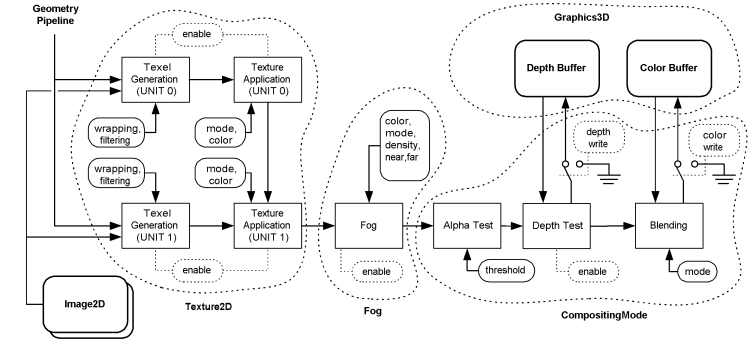 Geometry
Pipeline
enable
Texel
Generation
(UNIT 0)
Texture
Application
(UNIT 0)
wrapping,
filtering
mode,
color
wrapping,
filtering
mode,
color
Texel
Generation
(UNIT 1)
Texture
Application
(UNIT 1)
enable
Image2D
Texture2D
color,
mode,
density,
near,far
Fog
enable
Fog
Graphics3D
Depth Buffer
Color Buffer
depth
write
color
write
Alpha Test
Depth Test
Blending
threshold
enable
mode
CompositingMode